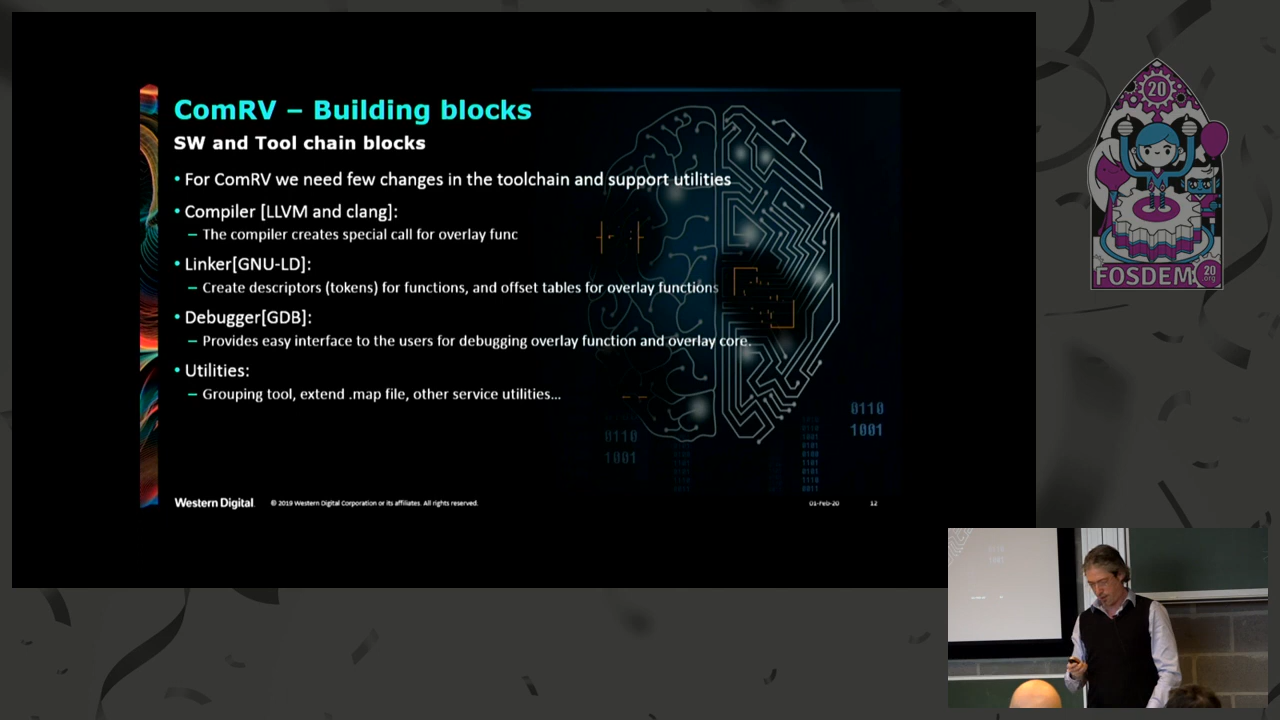 ComRV – Building blocks
SW and Tool chain blocks
• For ComRV we need few changes in the toolchain and support utilities
• Compiler [LLVM and clang]:
– The compiler creates special call for overlay func
• Linker[GNU-LD]:
– Create descriptors (tokens) for functions, and offset tables for overlay functions
• Debugger[GDB]:
– Provides easy interface to the users for debugging overlay function and overlay core.
• Utilities:
– Grouping tool, extend .map file, other service utilities...
0110
1001
0110
1001
Western Digital.
© 2019 Western Digital Corporation or its affiliates. All rights reserved.
01-Feb-20
12
20
FOSDEM
20
.org